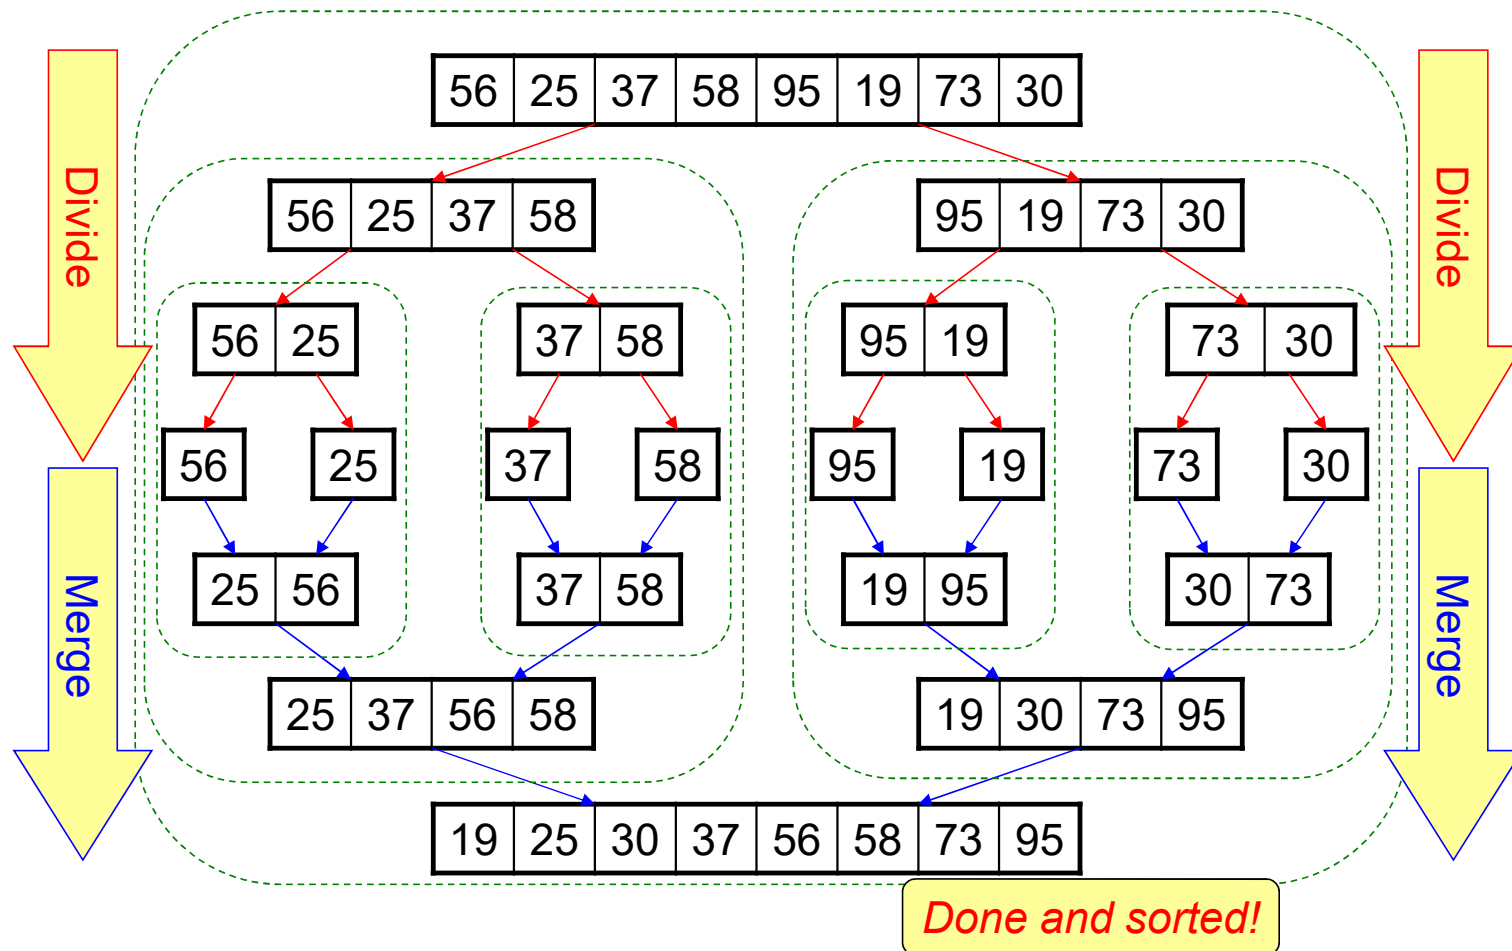 56 25 37 58 95 19 73 30
Divide
Divide
56 25 37 58
95 19 73 30
56 25
37 58
95 19
73 30
56
25
37
58
95
19
73
30
Merge
Merge
25 56
37 58
19 95
30 73
25 37 56 58
19 30 73 95
19 25 30 37 56 58 73 95
Done and sorted!